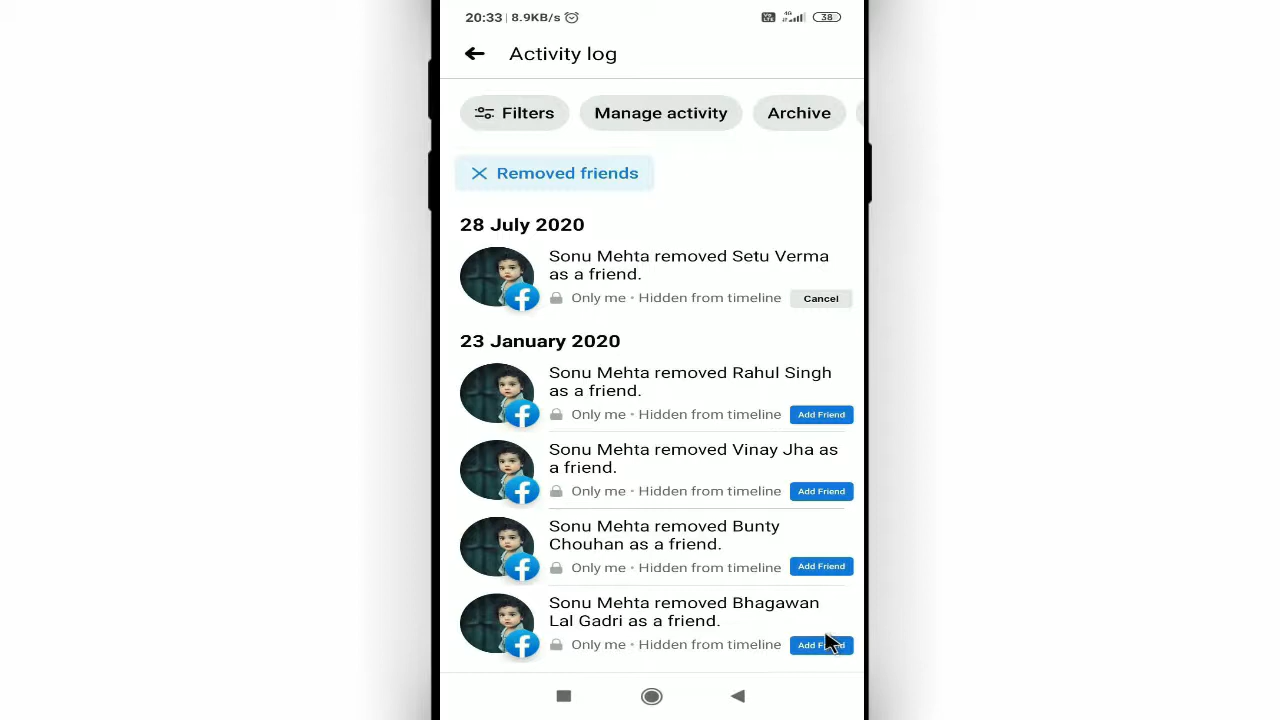 20:33 | 8.9KB/s
4G
38
Activity log
Filters
Manage activity
Archive
Removed friends
28 July 2020
Sonu Mehta removed Setu Verma
as a friend.
Only me • Hidden from timeline
Cancel
23 January 2020
Sonu Mehta removed Rahul Singh
as a friend.
Only me • Hidden from timeline
Add Friend
Sonu Mehta removed Vinay Jha as
a friend.
Only me • Hidden from timeline
Add Friend
Sonu Mehta removed Bunty
Chouhan as a friend.
Only me • Hidden from timeline
Add Friend
Sonu Mehta removed Bhagawan
Lal Gadri as a friend.
Only me • Hidden from timeline
Add Friend